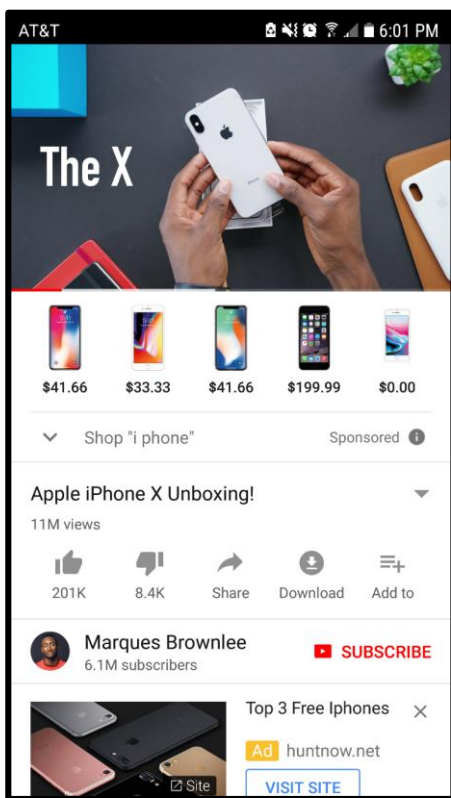 AT&T 6:01 PM
The X
$41.66 $33.33 $41.66 $199.99 $0.00
Shop "i phone" Sponsored
Apple iPhone X Unboxing!
11M views
201K 8.4K Share Download Add to
Marques Brownlee
6.1M subscribers
SUBSCRIBE
Top 3 Free Iphones
Ad huntnow.net
Site
VISIT SITE